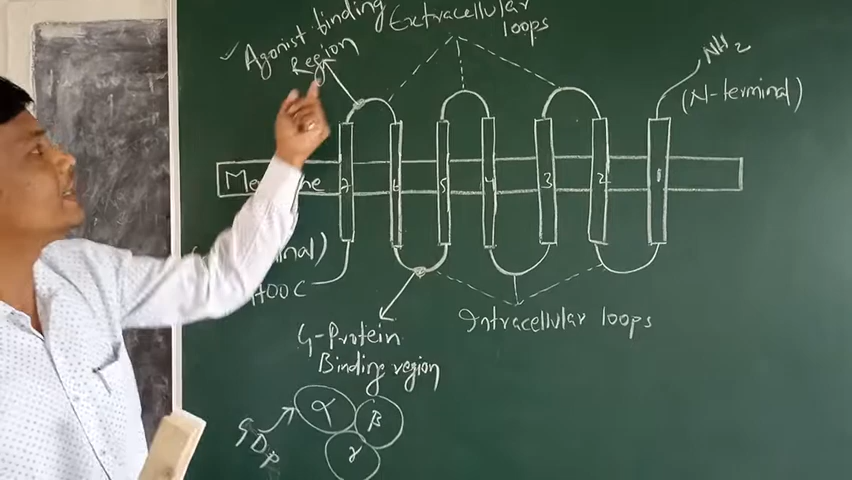 ✓ Agonist binding
Region
Extracellular
loops
NH2
(N-terminal)
7
6
5
4
3
2
1
HOOC
Intracellular loops
G-Protein
Binding region
GDP
α
β
γ